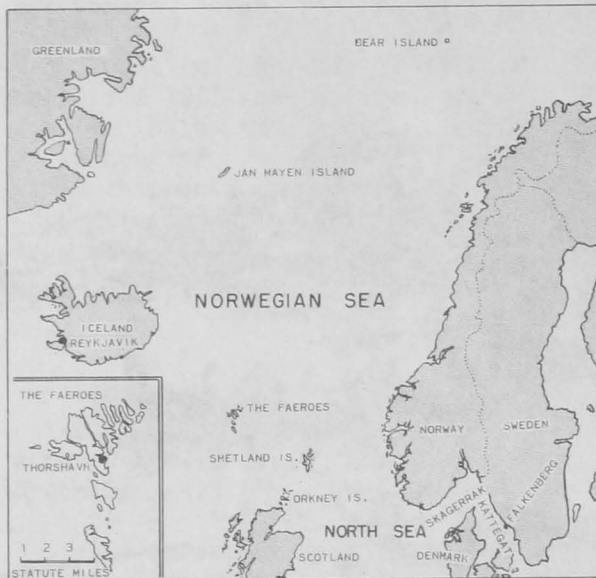 GREENLAND
BEAR ISLAND
JAN MAYEN ISLAND
NORWEGIAN SEA
ICELAND
REYKJAVIK
THE FAEROES
THORSHAVN
1 2 3
STATUTE MILES
THE FAEROES
SHETLAND IS.
ORKNEY IS.
NORTH SEA
SCOTLAND
NORWAY
SWEDEN
SKAGERRAK
KATTEGAT
FALKENBERG
DENMARK